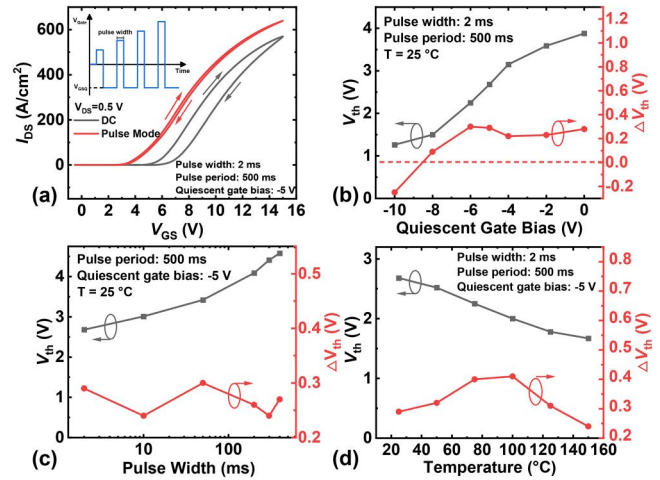 V_Gate
pulse width
Time
V_GSQ
V_DS=0.5 V
DC
Pulse Mode
Pulse width: 2 ms
Pulse period: 500 ms
Quiescent gate bias: -5 V
600
400
200
0
I_DS (A/cm²)
0 2 4 6 8 10 12 14 16
V_GS (V)
(a)
Pulse width: 2 ms
Pulse period: 500 ms
T = 25 °C
4
3
2
1
0
V_th (V)
1.2
1.0
0.8
0.6
0.4
0.2
0.0
-0.2
△V_th (V)
-10 -8 -6 -4 -2 0
Quiescent Gate Bias (V)
(b)
Pulse period: 500 ms
Quiescent gate bias: -5 V
T = 25 °C
4
3
2
1
0
V_th (V)
0.5
0.4
0.3
0.2
△V_th (V)
10 100
Pulse Width (ms)
(c)
Pulse width: 2 ms
Pulse period: 500 ms
Quiescent gate bias: -5 V
3
2
1
0
V_th (V)
0.8
0.7
0.6
0.5
0.4
0.3
0.2
△V_th (V)
20 40 60 80 100 120 140 160
Temperature (°C)
(d)